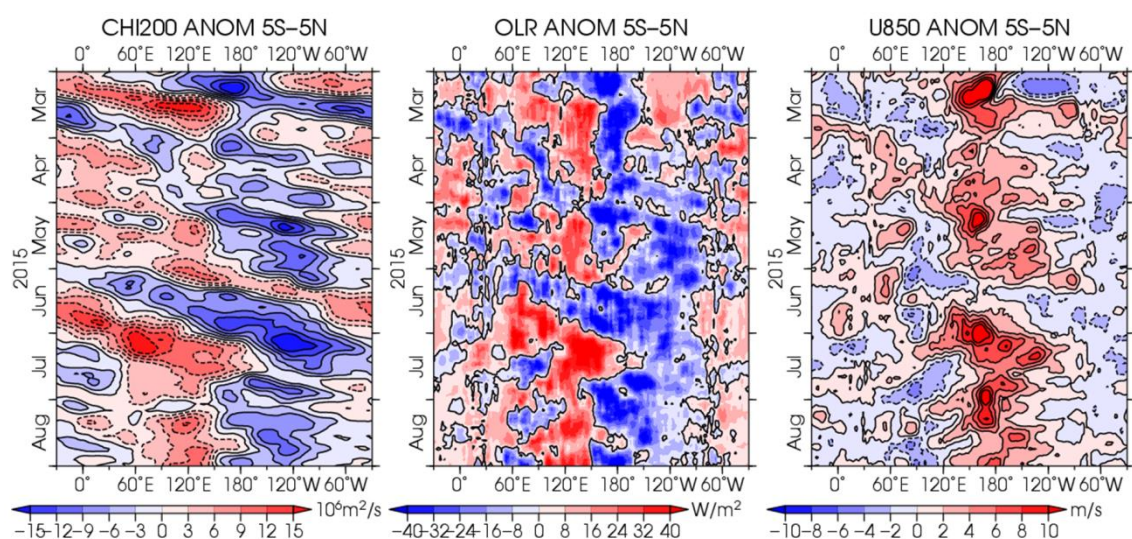 CHI200 ANOM 5S−5N
0° 60°E 120°E 180° 120°W 60°W
2015
Mar
Apr
May
Jun
Jul
Aug
0° 60°E 120°E 180° 120°W 60°W
−15−12−9 −6 −3 0 3 6 9 12 15
10⁶m²/s
OLR ANOM 5S−5N
0° 60°E 120°E 180° 120°W 60°W
2015
Mar
Apr
May
Jun
Jul
Aug
0° 60°E 120°E 180° 120°W 60°W
−40−32−24−16 −8 0 8 16 24 32 40
W/m²
U850 ANOM 5S−5N
0° 60°E 120°E 180° 120°W 60°W
2015
Mar
Apr
May
Jun
Jul
Aug
0° 60°E 120°E 180° 120°W 60°W
−10 −8 −6 −4 −2 0 2 4 6 8 10
m/s